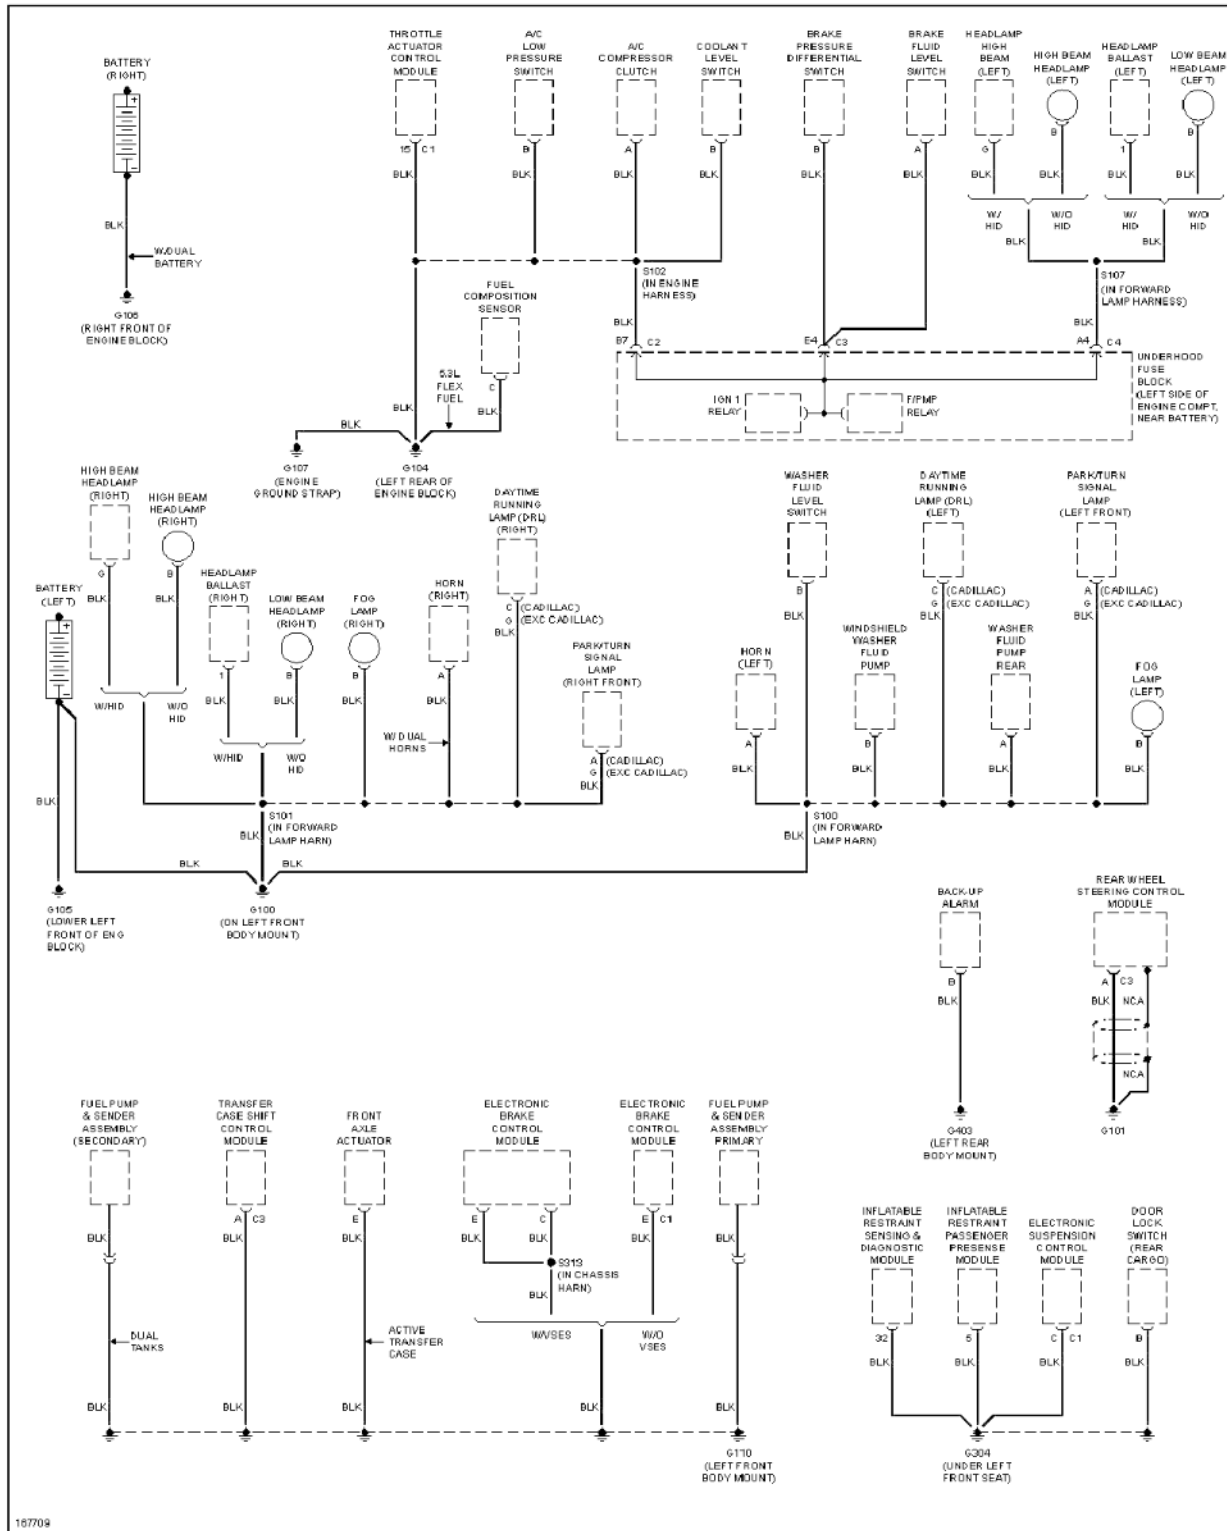 THROTTLE
ACTUATOR
CONTROL
MODULE
A/C
LOW
PRESSURE
SWITCH
A/C
COMPRESSOR
CLUTCH
COOLANT
LEVEL
SWITCH
BRAKE
PRESSURE
DIFFERENTIAL
SWITCH
BRAKE
FLUID
LEVEL
SWITCH
HEADLAMP
HIGH
BEAM
(LEFT)
HIGH BEAM
HEADLAMP
(LEFT)
HEADLAMP
BALLAST
(LEFT)
LOW BEAM
HEADLAMP
(LEFT)
BATTERY
(RIGHT)
+
-
15 C1
B
A
B
B
A
G
B
1
B
BLK
BLK
BLK
BLK
BLK
BLK
BLK
BLK
BLK
BLK
W/
HID
W/O
HID
W/
HID
W/O
HID
BLK
BLK
BLK
W/DUAL
BATTERY
G106
(RIGHT FRONT OF
ENGINE BLOCK)
S102
(IN ENGINE
HARNESS)
S107
(IN FORWARD
LAMP HARNESS)
FUEL
COMPOSITION
SENSOR
C
BLK
5.3L
FLEX
FUEL
BLK
BLK
BLK
B7 C2
E4 C3
BLK
A4 C4
UNDERHOOD
FUSE
BLOCK
(LEFT SIDE OF
ENGINE COMPT,
NEAR BATTERY)
IGN 1
RELAY
F/PMP
RELAY
G107
(ENGINE
GROUND STRAP)
G104
(LEFT REAR OF
ENGINE BLOCK)
HIGH BEAM
HEADLAMP
(RIGHT)
HIGH BEAM
HEADLAMP
(RIGHT)
DAYTIME
RUNNING
LAMP (DRL)
(RIGHT)
WASHER
FLUID
LEVEL
SWITCH
DAYTIME
RUNNING
LAMP (DRL)
(LEFT)
PARK/TURN
SIGNAL
LAMP
(LEFT FRONT)
BATTERY
(LEFT)
+
-
G
B
BLK
BLK
HEADLAMP
BALLAST
(RIGHT)
LOW BEAM
HEADLAMP
(RIGHT)
FOG
LAMP
(RIGHT)
HORN
(RIGHT)
C (CADILLAC)
G (EXC CADILLAC)
BLK
PARK/TURN
SIGNAL
LAMP
(RIGHT FRONT)
B
BLK
C (CADILLAC)
G (EXC CADILLAC)
BLK
A (CADILLAC)
G (EXC CADILLAC)
BLK
HORN
(LEFT)
WINDSHIELD
WASHER
FLUID
PUMP
WASHER
FLUID
PUMP
REAR
FOG
LAMP
(LEFT)
1
B
B
A
BLK
BLK
BLK
BLK
W/HID
W/O
HID
W/HID
W/O
HID
W/DUAL
HORNS
A (CADILLAC)
G (EXC CADILLAC)
BLK
A
B
A
B
BLK
BLK
BLK
BLK
BLK
S101
(IN FORWARD
LAMP HARN)
BLK
S100
(IN FORWARD
LAMP HARN)
BLK
BLK
BLK
G105
(LOWER LEFT
FRONT OF ENG
BLOCK)
G100
(ON LEFT FRONT
BODY MOUNT)
BACK-UP
ALARM
REAR WHEEL
STEERING CONTROL
MODULE
B
BLK
A C3
BLK NCA
NCA
G403
(LEFT REAR
BODY MOUNT)
G101
FUEL PUMP
& SENDER
ASSEMBLY
(SECONDARY)
TRANSFER
CASE SHIFT
CONTROL
MODULE
FRONT
AXLE
ACTUATOR
ELECTRONIC
BRAKE
CONTROL
MODULE
ELECTRONIC
BRAKE
CONTROL
MODULE
FUEL PUMP
& SENDER
ASSEMBLY
PRIMARY
A C3
E
E
C
E C1
BLK
BLK
BLK
BLK
BLK
BLK
BLK
S313
(IN CHASSIS
HARN)
BLK
W/VSES
W/O
VSES
DUAL
TANKS
ACTIVE
TRANSFER
CASE
BLK
BLK
BLK
BLK
BLK
G110
(LEFT FRONT
BODY MOUNT)
INFLATABLE
RESTRAINT
SENSING &
DIAGNOSTIC
MODULE
INFLATABLE
RESTRAINT
PASSENGER
PRESENSE
MODULE
ELECTRONIC
SUSPENSION
CONTROL
MODULE
DOOR
LOCK
SWITCH
(REAR
CARGO)
32
5
C C1
B
BLK
BLK
BLK
BLK
G304
(UNDER LEFT
FRONT SEAT)
167709